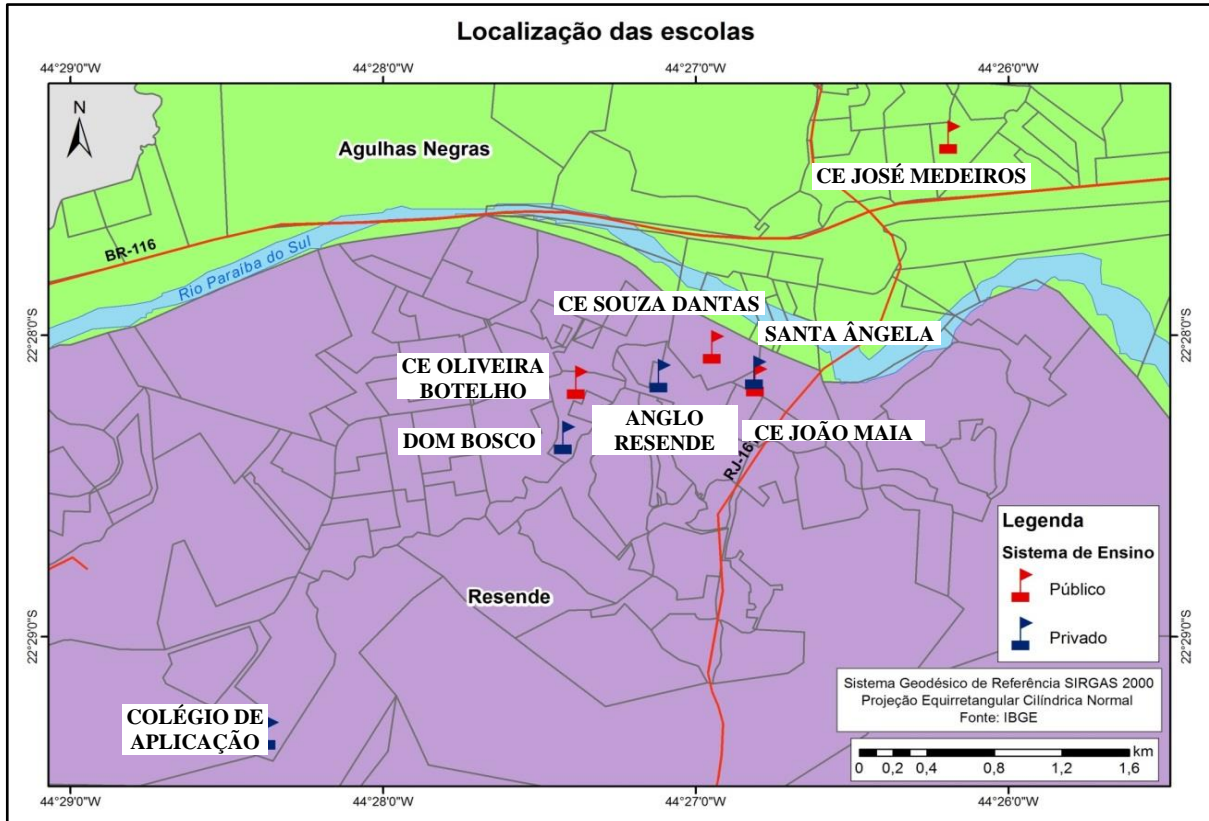 Localização das escolas
44°29'0"W
44°28'0"W
44°27'0"W
44°26'0"W
N
Agulhas Negras
CE JOSÉ MEDEIROS
BR-116
Rio Paraíba do Sul
CE SOUZA DANTAS
22°28'0"S
22°28'0"S
SANTA ÂNGELA
CE OLIVEIRA
BOTELHO
ANGLO
RESENDE
DOM BOSCO
CE JOÃO MAIA
Legenda
Sistema de Ensino
Público
Privado
Resende
22°29'0"S
22°29'0"S
Sistema Geodésico de Referência SIRGAS 2000
Projeção Equirretangular Cilíndrica Normal
Fonte: IBGE
COLÉGIO DE
APLICAÇÃO
km
0 0,2 0,4 0,8 1,2 1,6
44°29'0"W
44°28'0"W
44°27'0"W
44°26'0"W